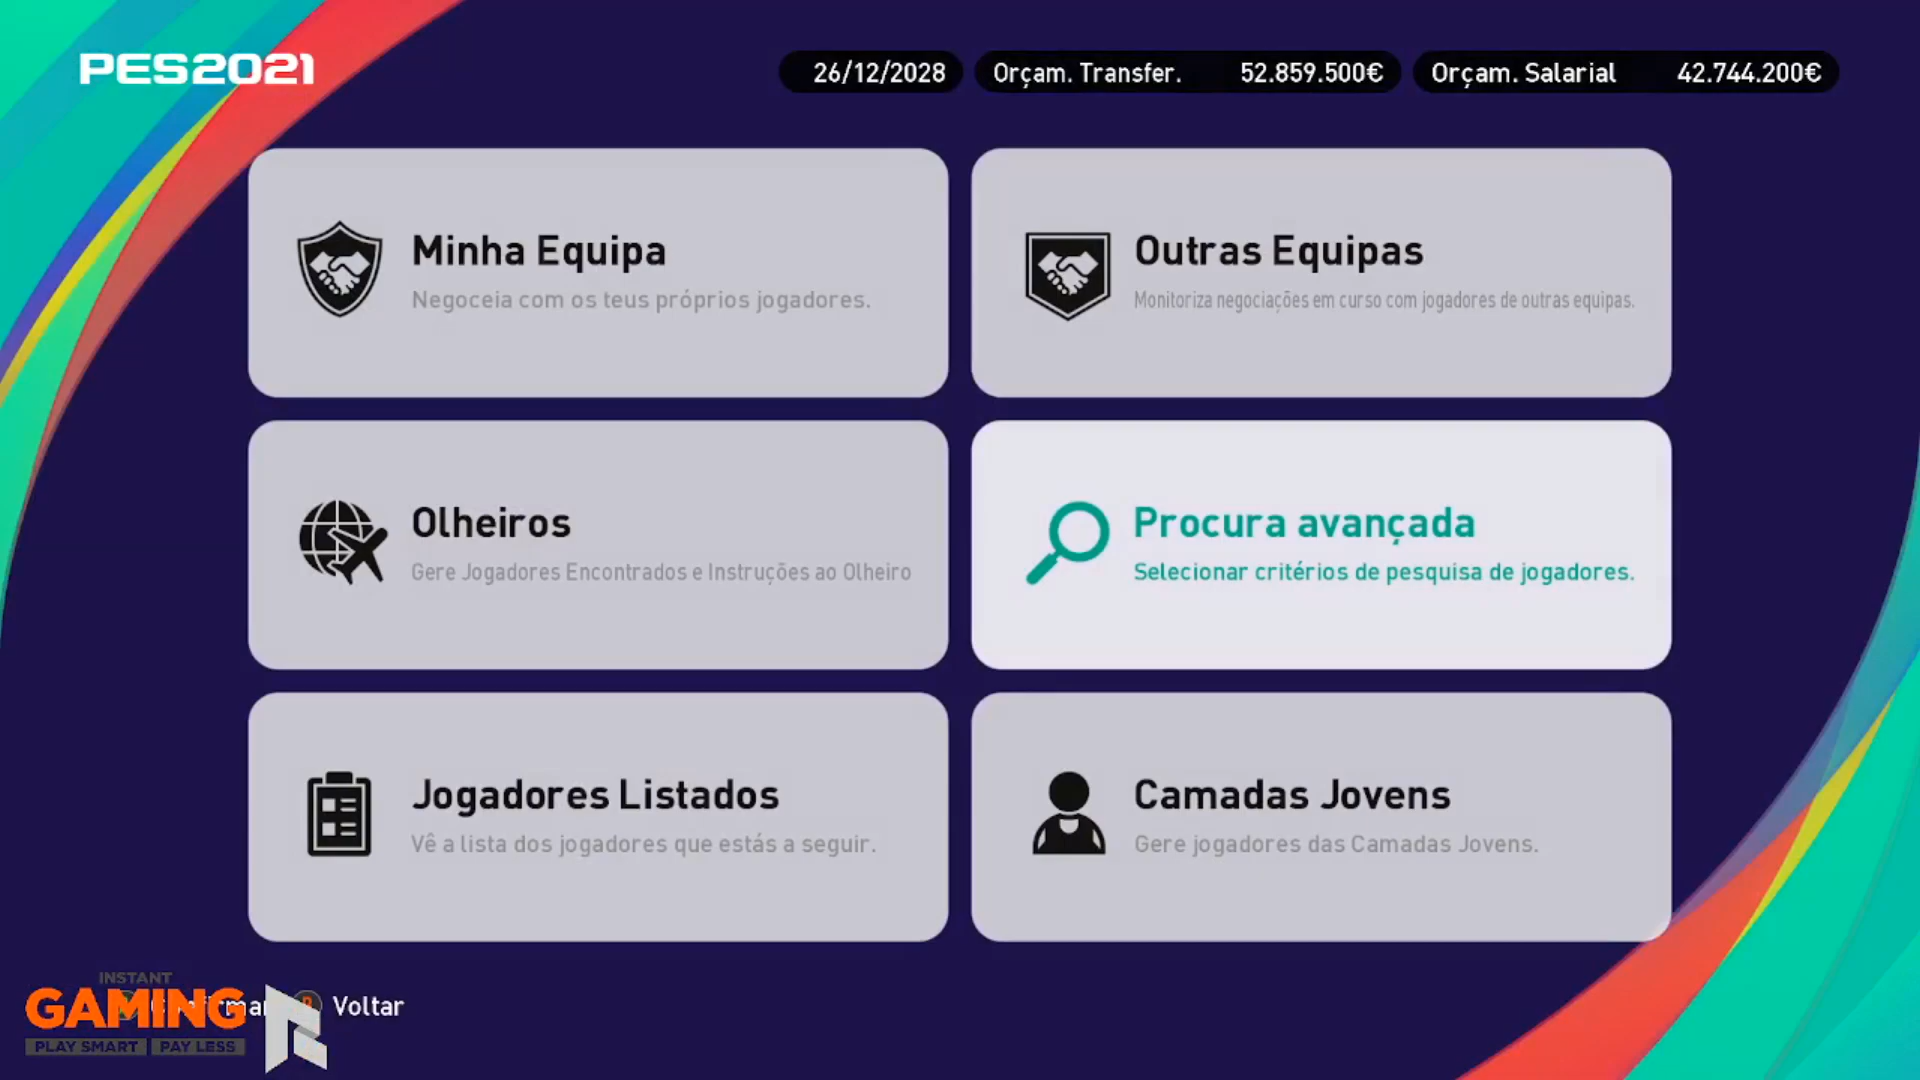 PES2021
26/12/2028
Orçam. Transfer. 52.859.500€
Orçam. Salarial 42.744.200€
Minha Equipa
Negoceia com os teus próprios jogadores.
Outras Equipas
Monitoriza negociações em curso com jogadores de outras equipas.
Olheiros
Gere Jogadores Encontrados e Instruções ao Olheiro
Procura avançada
Selecionar critérios de pesquisa de jogadores.
Jogadores Listados
Vê a lista dos jogadores que estás a seguir.
Camadas Jovens
Gere jogadores das Camadas Jovens.
INSTANT
GAMING
PLAY SMART PAY LESS
Voltar